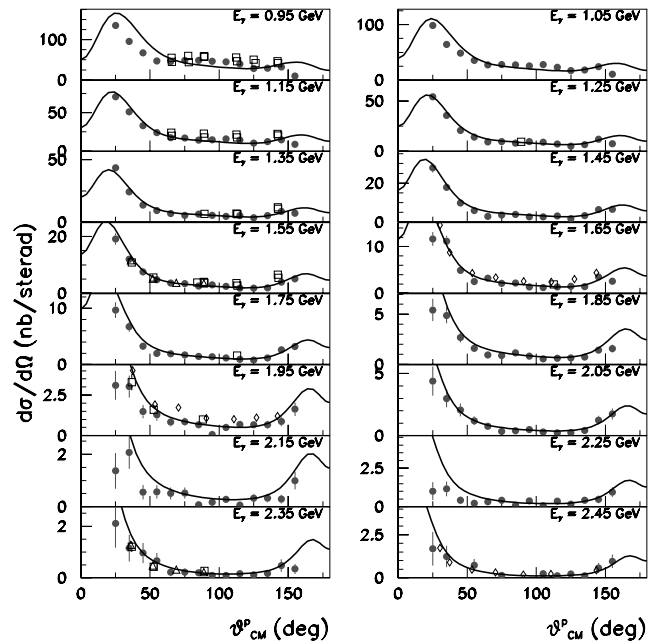 E_γ = 0.95 GeV
E_γ = 1.05 GeV
100
0
100
0
E_γ = 1.15 GeV
E_γ = 1.25 GeV
50
0
50
0
E_γ = 1.35 GeV
E_γ = 1.45 GeV
50
0
20
0
E_γ = 1.55 GeV
E_γ = 1.65 GeV
20
0
10
0
E_γ = 1.75 GeV
E_γ = 1.85 GeV
10
0
5
0
E_γ = 1.95 GeV
E_γ = 2.05 GeV
2.5
0
5
0
E_γ = 2.15 GeV
E_γ = 2.25 GeV
2
0
2.5
0
E_γ = 2.35 GeV
E_γ = 2.45 GeV
2
0
2.5
0
0 50 100 150
0 50 100 150
dσ/dΩ (nb/sterad)
ϑ^p_CM (deg)
ϑ^p_CM (deg)